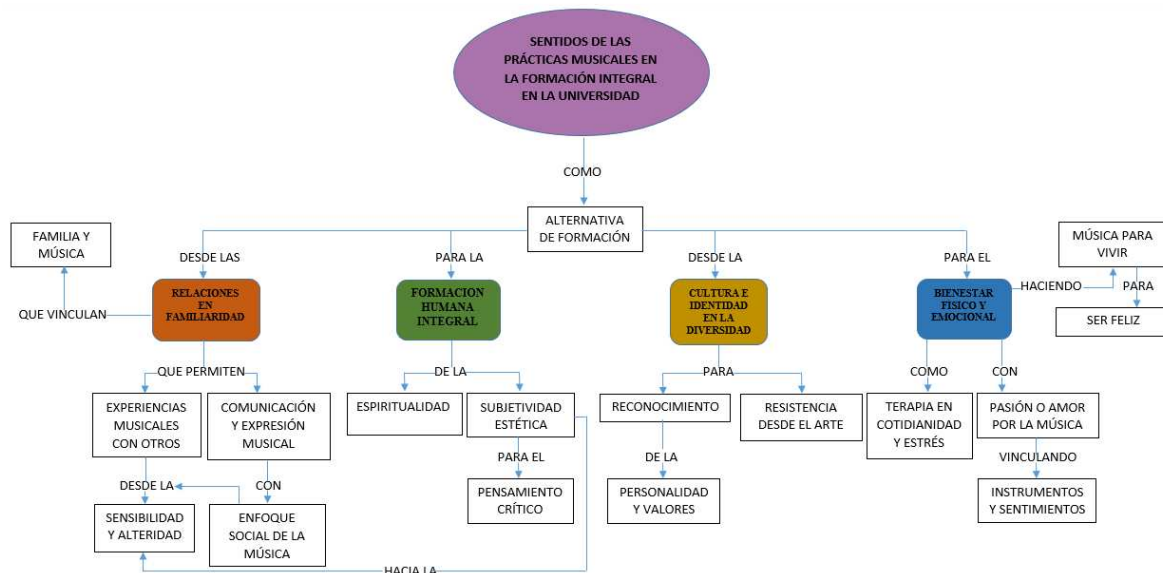 SENTIDOS DE LAS
PRÁCTICAS MUSICALES EN
LA FORMACIÓN INTEGRAL
EN LA UNIVERSIDAD
COMO
ALTERNATIVA
DE FORMACIÓN
FAMILIA Y
MÚSICA
MÚSICA PARA
VIVIR
DESDE LAS
PARA LA
DESDE LA
PARA EL
RELACIONES
EN
FAMILIARIDAD
FORMACION
HUMANA
INTEGRAL
CULTURA E
IDENTIDAD
EN LA
DIVERSIDAD
BIENESTAR
FISICO Y
EMOCIONAL
HACIENDO
PARA
QUE VINCULAN
SER FELIZ
QUE PERMITEN
DE LA
PARA
COMO
CON
EXPERIENCIAS
MUSICALES
CON OTROS
COMUNICACIÓN
Y EXPRESIÓN
MUSICAL
ESPIRITUALIDAD
SUBJETIVIDAD
ESTÉTICA
RECONOCIMIENTO
RESISTENCIA
DESDE EL ARTE
TERAPIA EN
COTIDIANIDAD
Y ESTRÉS
PASIÓN O AMOR
POR LA MÚSICA
DESDE LA
CON
PARA EL
DE LA
VINCULANDO
SENSIBILIDAD
Y ALTERIDAD
ENFOQUE
SOCIAL DE LA
MÚSICA
PENSAMIENTO
CRÍTICO
PERSONALIDAD
Y VALORES
INSTRUMENTOS
Y SENTIMIENTOS
HACIA LA